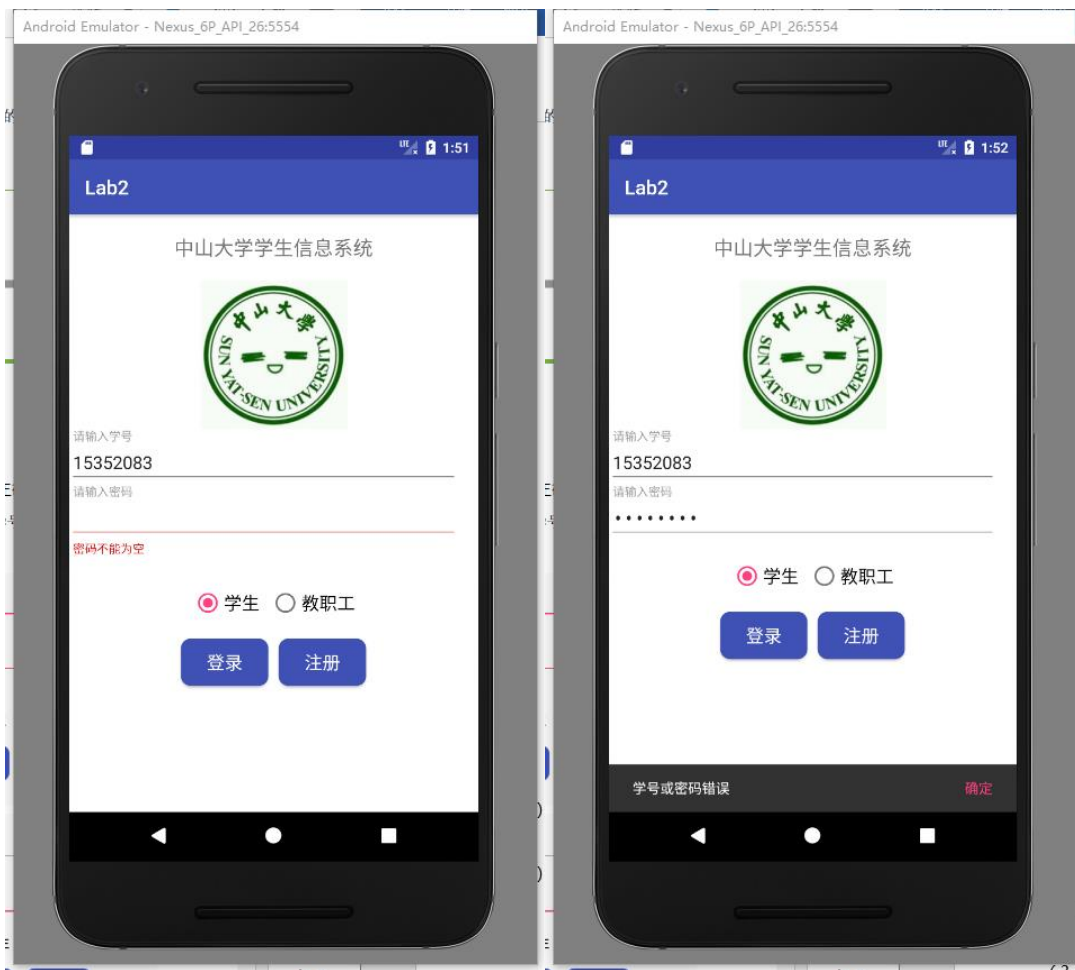 Android Emulator - Nexus_6P_API_26:5554
LTE 1:51
Lab2
中山大学学生信息系统
中山大学
SUN YAT-SEN UNIVERSITY
请输入学号
15352083
请输入密码
密码不能为空
学生 教职工
登录 注册
Android Emulator - Nexus_6P_API_26:5554
LTE 1:52
Lab2
中山大学学生信息系统
中山大学
SUN YAT-SEN UNIVERSITY
请输入学号
15352083
请输入密码
••••••••
学生 教职工
登录 注册
学号或密码错误 确定